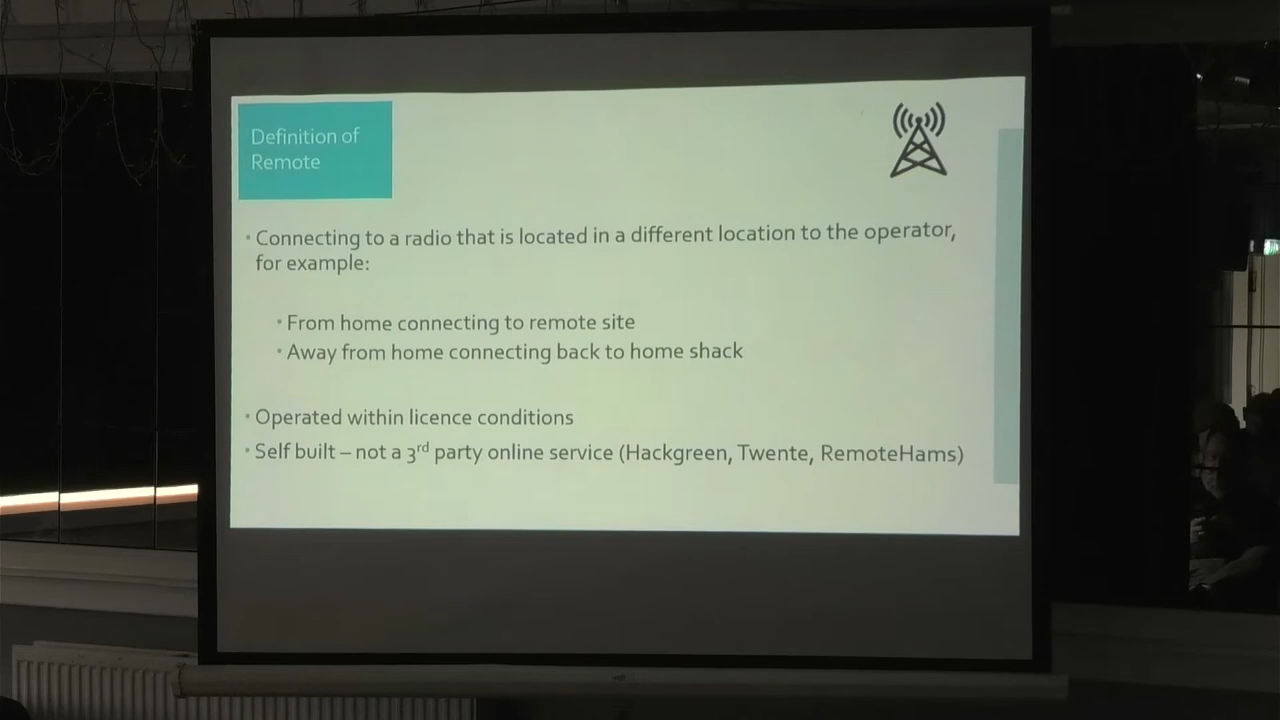 Definition of
Remote
• Connecting to a radio that is located in a different location to the operator,
for example:
• From home connecting to remote site
• Away from home connecting back to home shack
• Operated within licence conditions
• Self built – not a 3rd party online service (Hackgreen, Twente, RemoteHams)